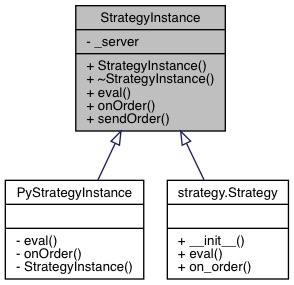 StrategyInstance
- _server
+ StrategyInstance()
+ ~StrategyInstance()
+ eval()
+ onOrder()
+ sendOrder()
PyStrategyInstance
- eval()
- onOrder()
- StrategyInstance()
strategy.Strategy
+ __init__()
+ eval()
+ on_order()